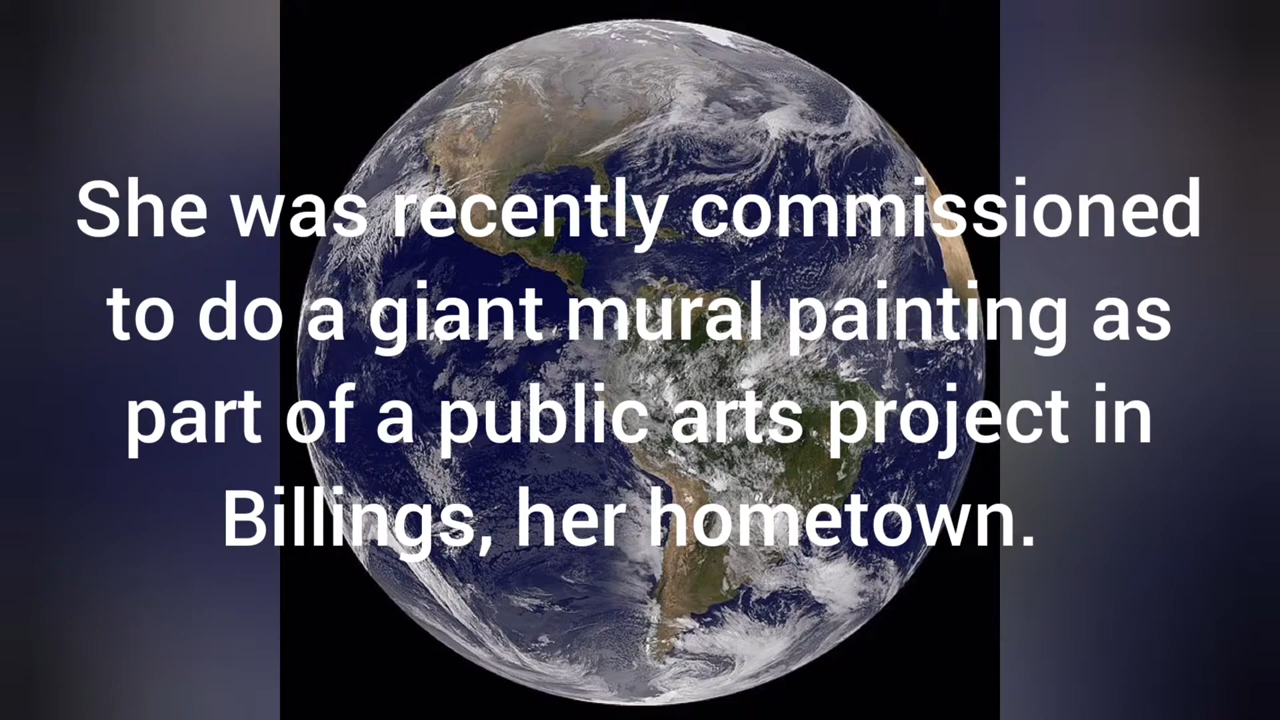 She was recently commissioned
to do a giant mural painting as
part of a public arts project in
Billings, her hometown.